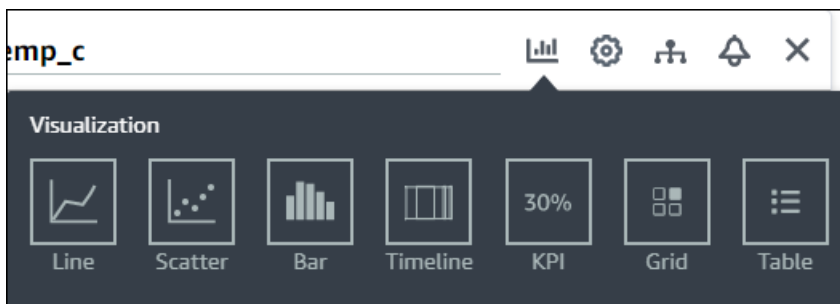 emp_c
Visualization
30%
Line Scatter Bar Timeline KPI Grid Table